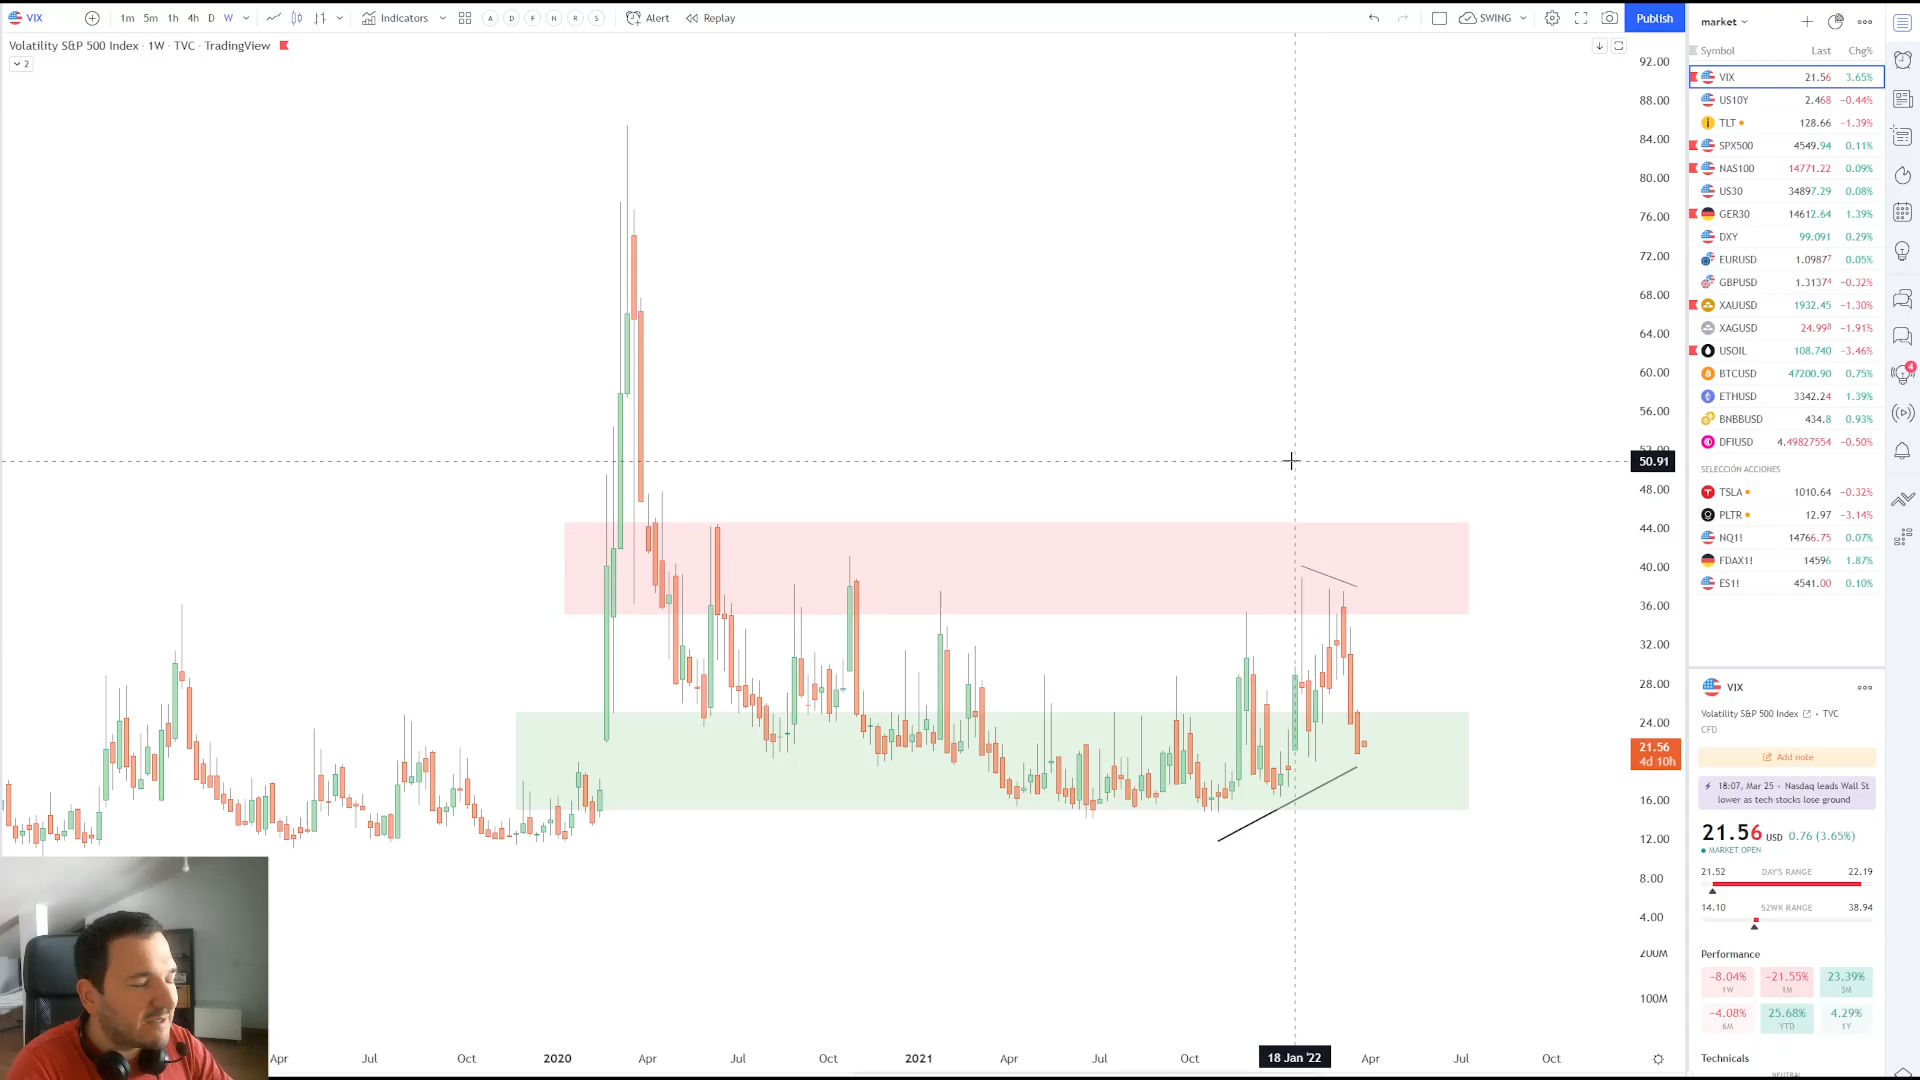 VIX
1m 5m 1h 4h D W Indicators A D F N R S Alert Replay SWING Publish
Volatility S&P 500 Index · 1W · TVC · TradingView
2
92.00
88.00
84.00
80.00
76.00
72.00
68.00
64.00
60.00
56.00
52.00
50.91
48.00
44.00
40.00
36.00
32.00
28.00
24.00
21.56
4d 10h
16.00
12.00
8.00
4.00
200M
100M
Apr Jul Oct 2020 Apr Jul Oct 2021 Apr Jul Oct 18 Jan '22 Apr Jul Oct
market
Symbol Last Chg%
VIX 21.56 3.65%
US10Y 2.468 −0.44%
TLT 128.66 −1.39%
SPX500 4549.94 0.11%
NAS100 14771.22 0.09%
US30 34897.29 0.08%
GER30 14612.64 1.39%
DXY 99.091 0.29%
EURUSD 1.09877 0.05%
GBPUSD 1.31374 −0.32%
XAUUSD 1932.45 −1.30%
XAGUSD 24.998 −1.91%
USOIL 108.740 −3.46%
BTCUSD 47200.90 0.75%
ETHUSD 3342.24 1.39%
BNBBUSD 434.8 0.93%
DFIUSD 4.49827554 −0.50%
SELECCIÓN ACCIONES
TSLA 1010.64 −0.32%
PLTR 12.97 −3.14%
NQ1! 14766.75 0.07%
FDAX1! 14596 1.87%
ES1! 4541.00 0.10%
4
VIX
Volatility S&P 500 Index • TVC
CFD
Add note
18:07, Mar 25 • Nasdaq leads Wall St
lower as tech stocks lose ground
21.56 USD 0.76 (3.65%)
MARKET OPEN
21.52 DAY'S RANGE 22.19
14.10 52WK RANGE 38.94
Performance
−8.04% −21.55% 23.39%
1W 1M 3M
−4.08% 25.68% 4.29%
6M YTD 1Y
Technicals
NEUTRAL